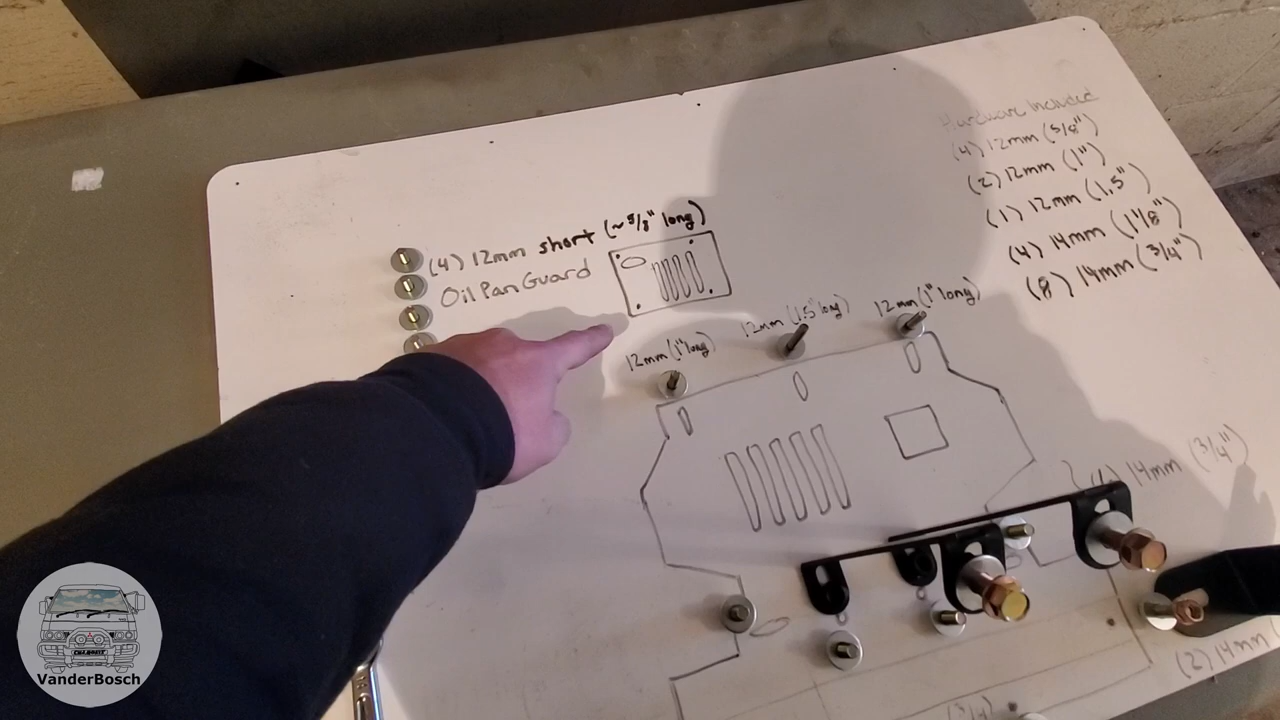 Hardware Included
(4) 12mm (5/8")
(2) 12mm (1")
(1) 12mm (1.5")
(4) 14mm (1 1/8")
(8) 14mm (3/4")
(4) 12mm short (~5/8" long)
Oil Pan Guard
12mm (1" long)
12mm (1.5" long)
12mm (1" long)
14mm (3/4")
(2) 14mm
(3/4)
VanderBosch